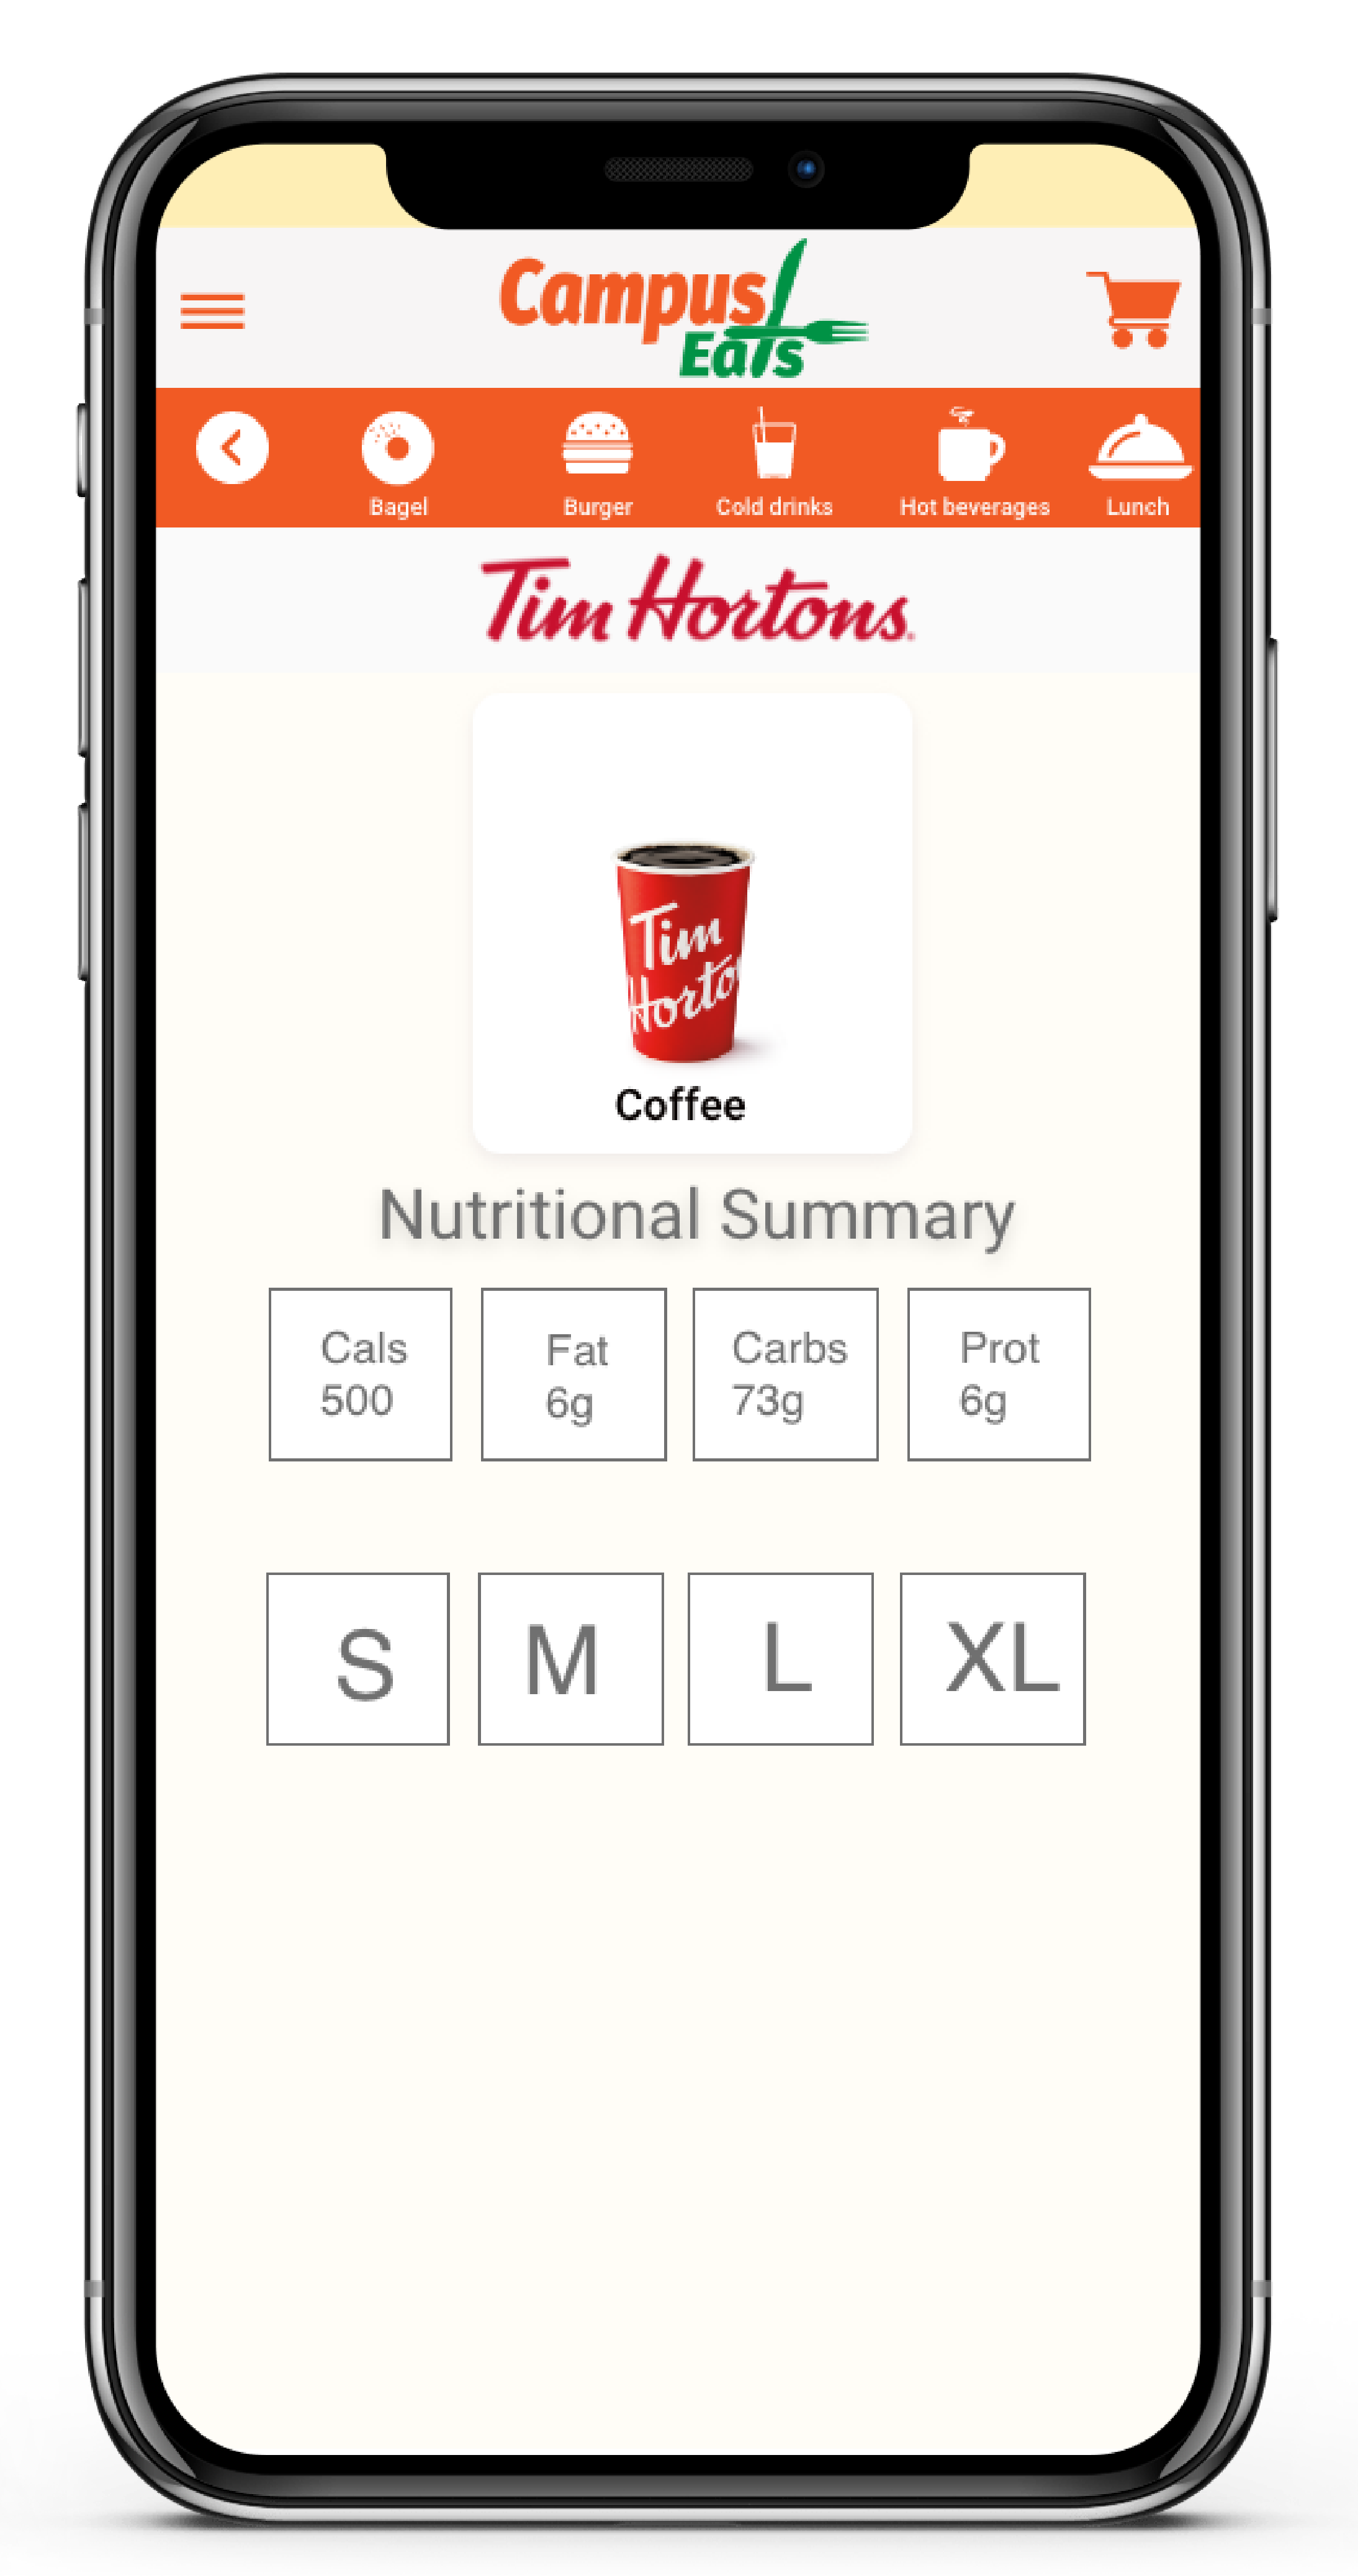 Campus
Eats
Bagel
Burger
Cold drinks
Hot beverages
Lunch
Tim Hortons.
Tim
Horto
Coffee
Nutritional Summary
Cals
500
Fat
6g
Carbs
73g
Prot
6g
S
M
L
XL